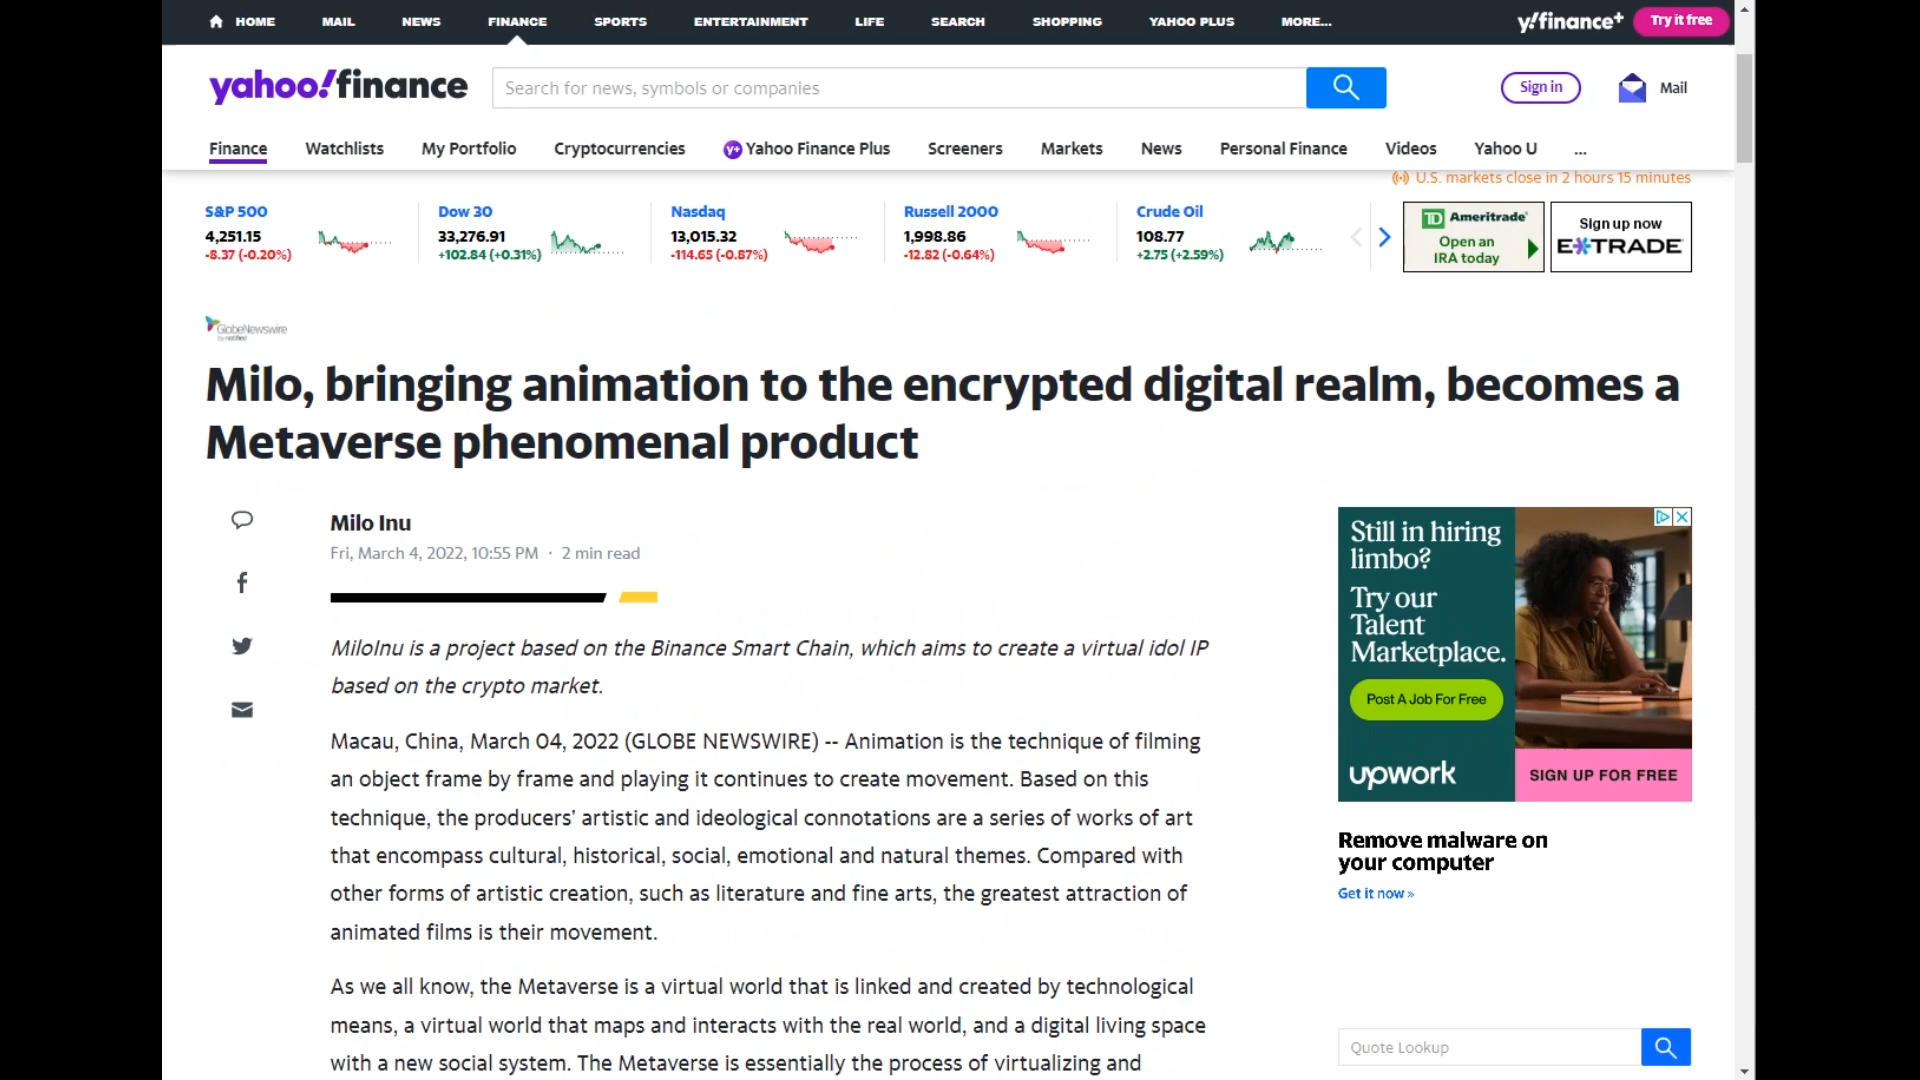 HOME MAIL NEWS FINANCE SPORTS ENTERTAINMENT LIFE SEARCH SHOPPING YAHOO PLUS MORE... y!finance+ Try it free
yahoo!finance Search for news, symbols or companies Sign in Mail
Finance Watchlists My Portfolio Cryptocurrencies y+ Yahoo Finance Plus Screeners Markets News Personal Finance Videos Yahoo U ...
U.S. markets close in 2 hours 15 minutes
S&P 500 Dow 30 Nasdaq Russell 2000 Crude Oil
4,251.15 33,276.91 13,015.32 1,998.86 108.77
-8.37 (-0.20%) +102.84 (+0.31%) -114.65 (-0.87%) -12.82 (-0.64%) +2.75 (+2.59%)
TD Ameritrade
Open an
IRA today
Sign up now
E*TRADE
GlobeNewswire
by notified
Milo, bringing animation to the encrypted digital realm, becomes a
Metaverse phenomenal product
Milo Inu
Fri, March 4, 2022, 10:55 PM · 2 min read
MiloInu is a project based on the Binance Smart Chain, which aims to create a virtual idol IP
based on the crypto market.
Macau, China, March 04, 2022 (GLOBE NEWSWIRE) -- Animation is the technique of filming
an object frame by frame and playing it continues to create movement. Based on this
technique, the producers' artistic and ideological connotations are a series of works of art
that encompass cultural, historical, social, emotional and natural themes. Compared with
other forms of artistic creation, such as literature and fine arts, the greatest attraction of
animated films is their movement.
As we all know, the Metaverse is a virtual world that is linked and created by technological
means, a virtual world that maps and interacts with the real world, and a digital living space
with a new social system. The Metaverse is essentially the process of virtualizing and
Still in hiring
limbo?
Try our
Talent
Marketplace.
Post A Job For Free
upwork
SIGN UP FOR FREE
Remove malware on
your computer
Get it now »
Quote Lookup